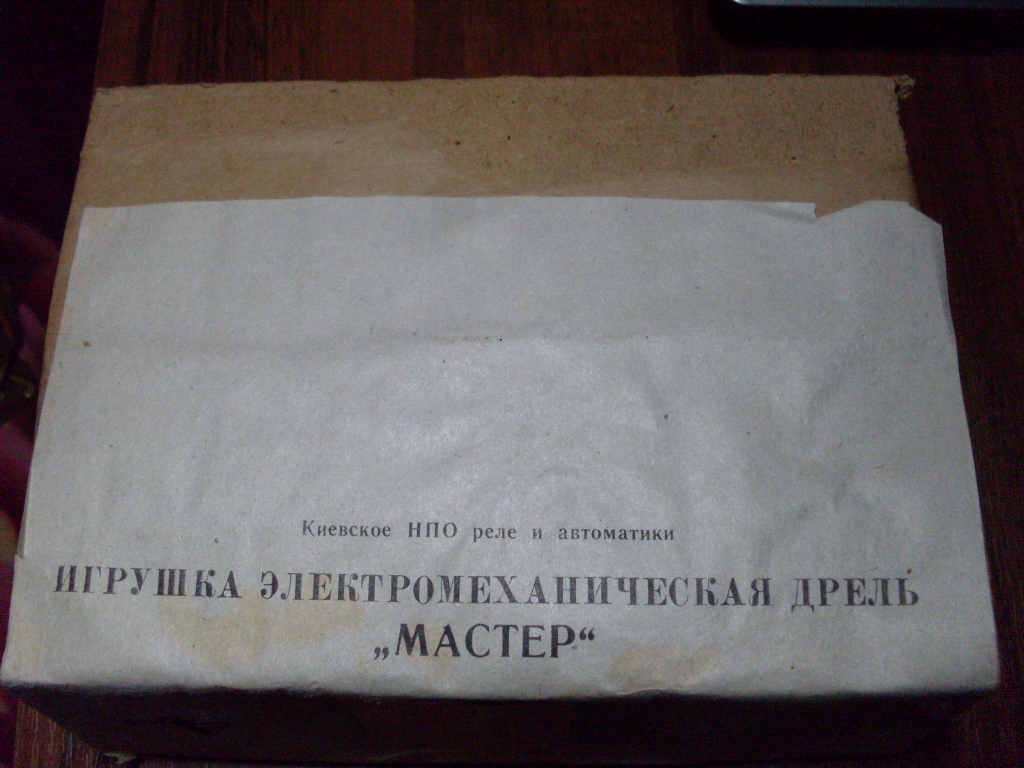 Киевское НПО реле и автоматики
ИГРУШКА ЭЛЕКТРОМЕХАНИЧЕСКАЯ ДРЕЛЬ
„МАСТЕР“